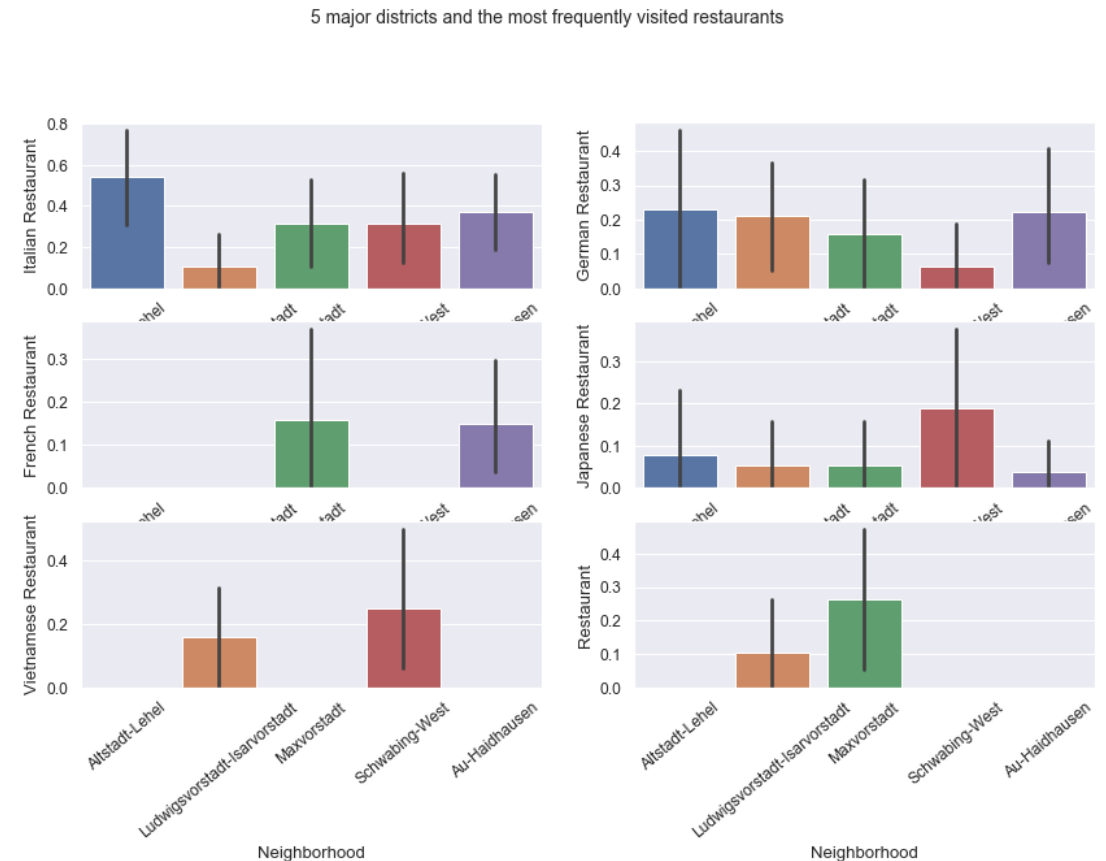 5 major districts and the most frequently visited restaurants
Italian Restaurant
0.8
0.6
0.4
0.2
0.0
German Restaurant
0.4
0.3
0.2
0.1
0.0
French Restaurant
0.3
0.2
0.1
0.0
Japanese Restaurant
0.3
0.2
0.1
0.0
Vietnamese Restaurant
0.4
0.2
0.0
Altstadt-Lehel
Ludwigsvorstadt-Isarvorstadt
Maxvorstadt
Schwabing-West
Au-Haidhausen
Neighborhood
Restaurant
0.4
0.3
0.2
0.1
0.0
Altstadt-Lehel
Ludwigsvorstadt-Isarvorstadt
Maxvorstadt
Schwabing-West
Au-Haidhausen
Neighborhood